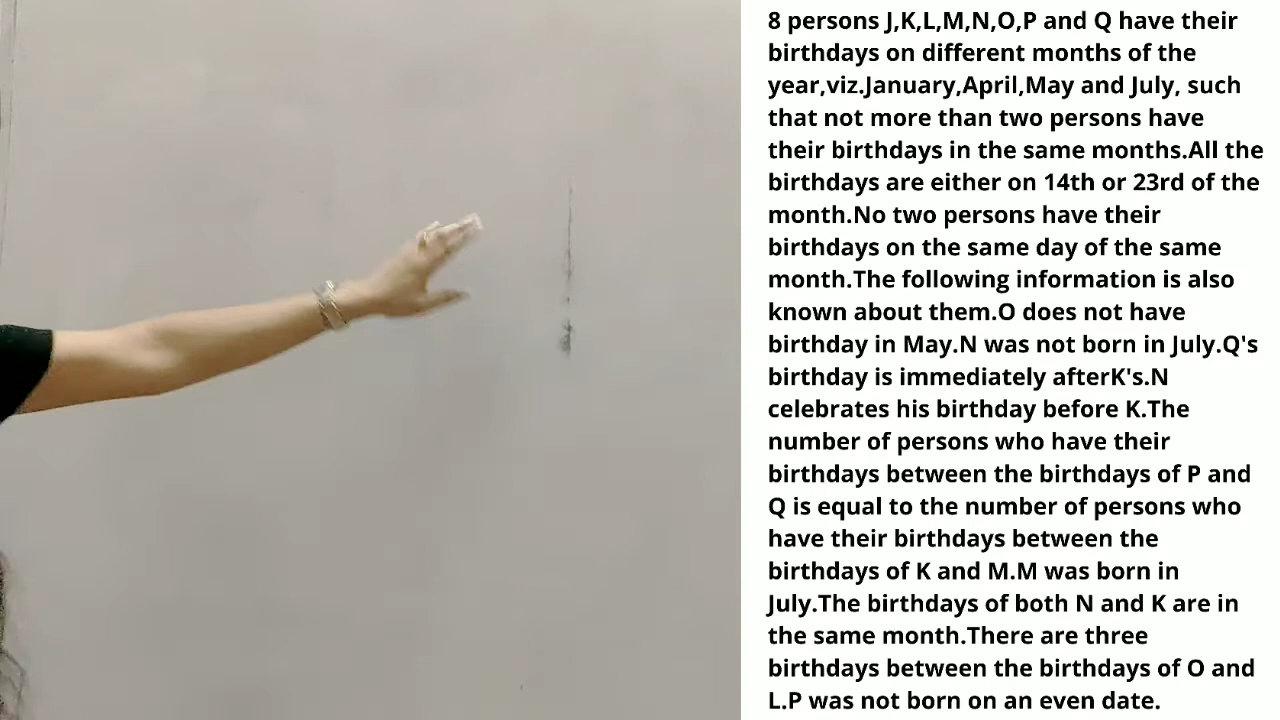 8 persons J,K,L,M,N,O,P and Q have their
birthdays on different months of the
year,viz.January,April,May and July, such
that not more than two persons have
their birthdays in the same months.All the
birthdays are either on 14th or 23rd of the
month.No two persons have their
birthdays on the same day of the same
month.The following information is also
known about them.O does not have
birthday in May.N was not born in July.Q's
birthday is immediately afterK's.N
celebrates his birthday before K.The
number of persons who have their
birthdays between the birthdays of P and
Q is equal to the number of persons who
have their birthdays between the
birthdays of K and M.M was born in
July.The birthdays of both N and K are in
the same month.There are three
birthdays between the birthdays of O and
L.P was not born on an even date.